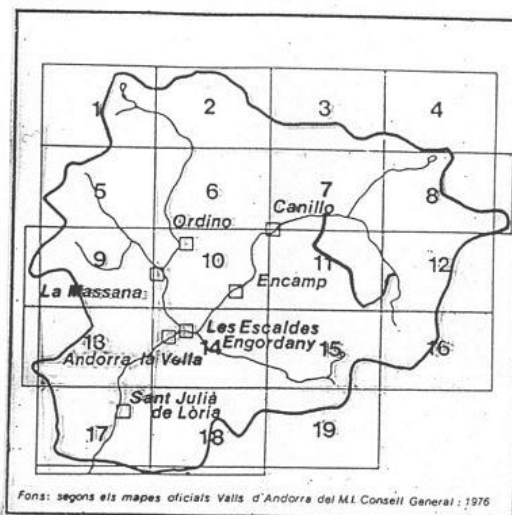 1
2
3
4
5
6
7
8
Ordino
Canillo
9
10
11
12
La Massana
Encamp
13
Les Escaldes
Engordany
Andorra la Vella
14
15
16
Sant Julià
de Lòria
17
18
19
Fons: segons els mapes oficials Valls d'Andorra del M.I. Consell General : 1976